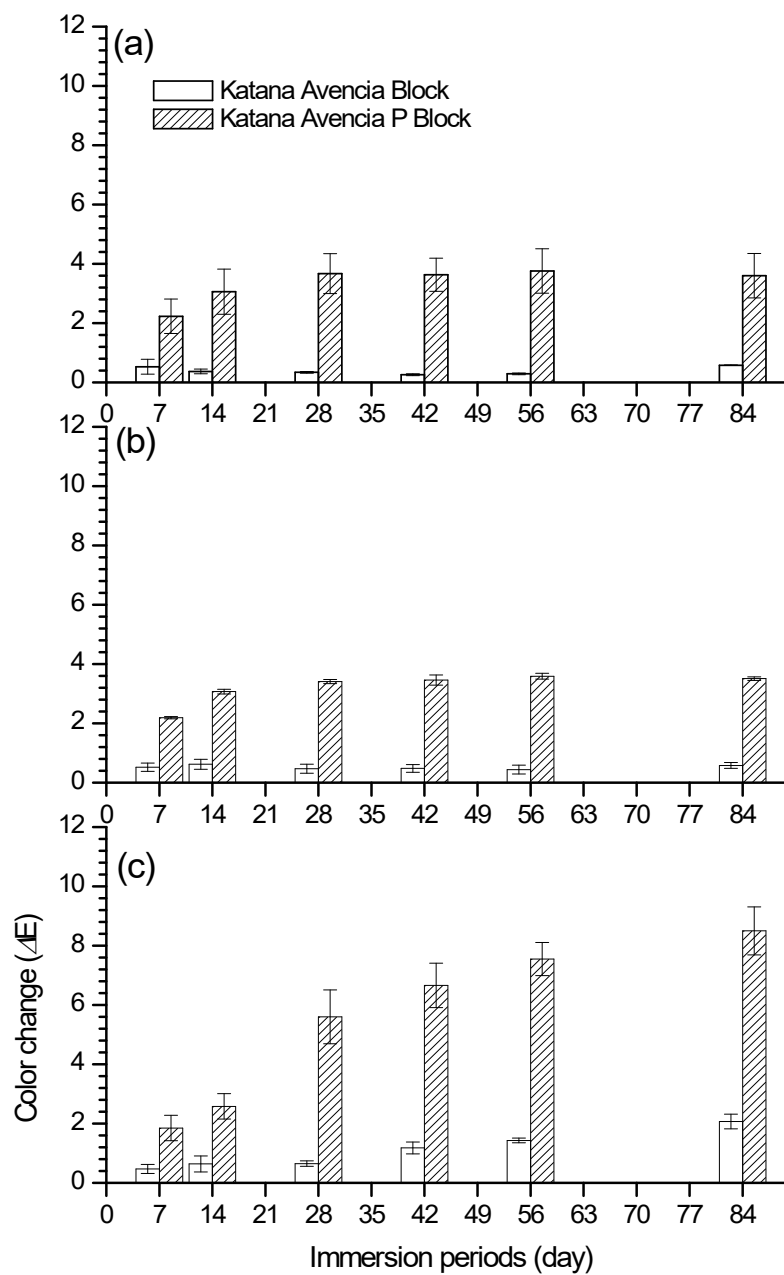 12
(a)
Katana Avencia Block
Katana Avencia P Block
10
8
6
4
2
0
0 7 14 21 28 35 42 49 56 63 70 77 84
12
(b)
10
8
6
4
2
0
0 7 14 21 28 35 42 49 56 63 70 77 84
12
(c)
10
8
6
4
2
0
Color change (ΔE)
0 7 14 21 28 35 42 49 56 63 70 77 84
Immersion periods (day)